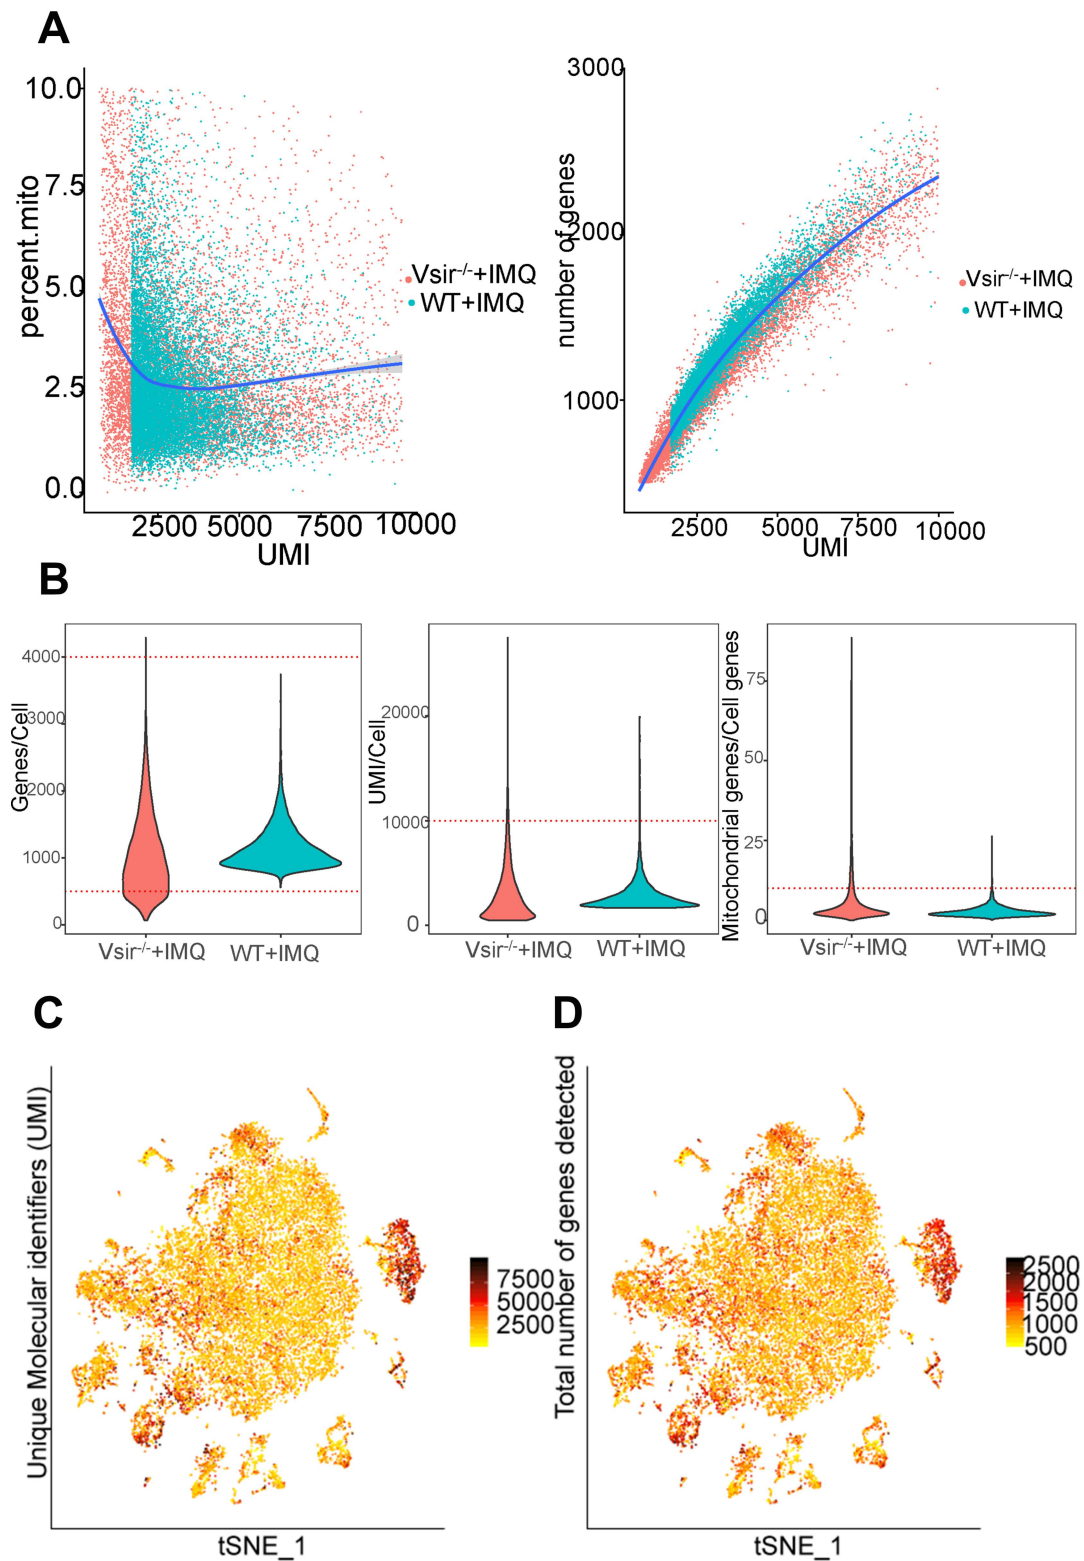 A
10.0
7.5
5.0
2.5
0.0
percent.mito
2500 5000 7500 10000
UMI
Vsir-/-+IMQ
WT+IMQ
3000
2000
1000
number of genes
2500 5000 7500 10000
UMI
Vsir-/-+IMQ
WT+IMQ
B
4000
3000
2000
1000
0
Genes/Cell
Vsir-/-+IMQ WT+IMQ
20000
10000
0
UMI/Cell
Vsir-/-+IMQ WT+IMQ
75
50
25
0
Mitochondrial genes/Cell genes
Vsir-/-+IMQ WT+IMQ
C
Unique Molecular identifiers (UMI)
tSNE_1
7500
5000
2500
D
Total number of genes detected
tSNE_1
2500
2000
1500
1000
500